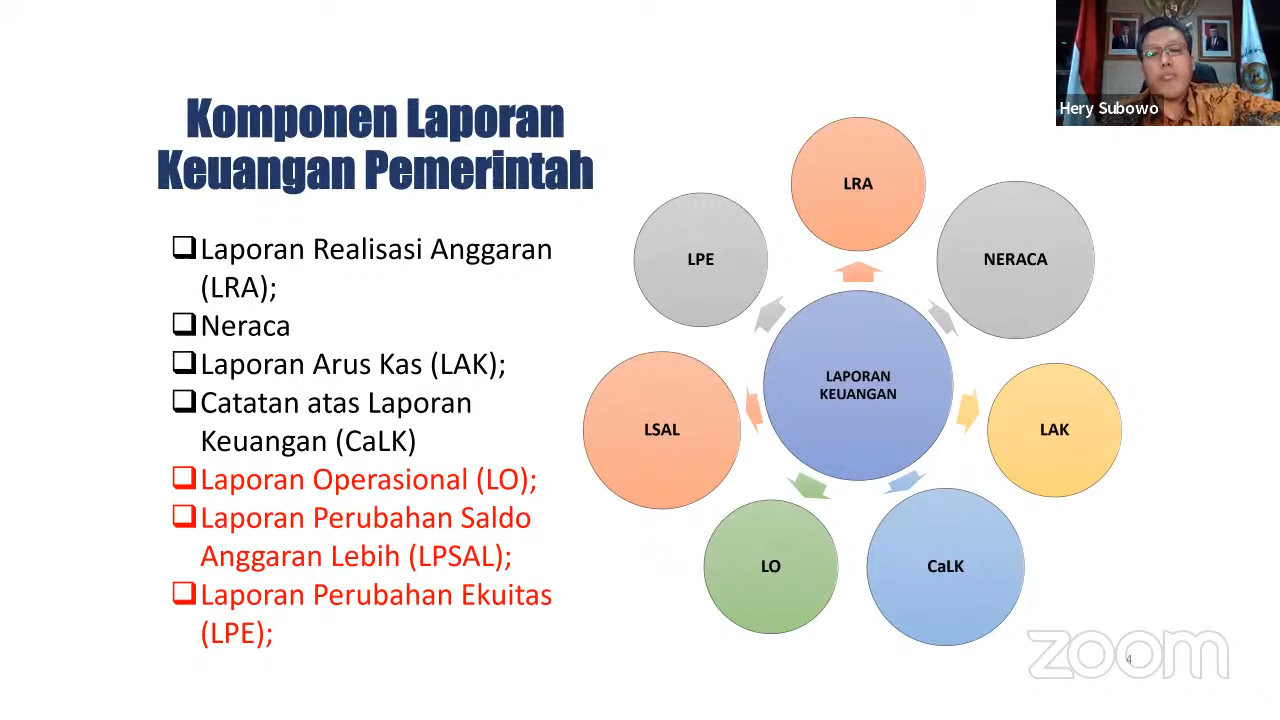 Hery Subowo
Komponen Laporan
Keuangan Pemerintah
❑Laporan Realisasi Anggaran
(LRA);
❑Neraca
❑Laporan Arus Kas (LAK);
❑Catatan atas Laporan
Keuangan (CaLK)
❑Laporan Operasional (LO);
❑Laporan Perubahan Saldo
Anggaran Lebih (LPSAL);
❑Laporan Perubahan Ekuitas
(LPE);
LRA
NERACA
LAK
CaLK
LO
LSAL
LPE
LAPORAN
KEUANGAN
zoom
4